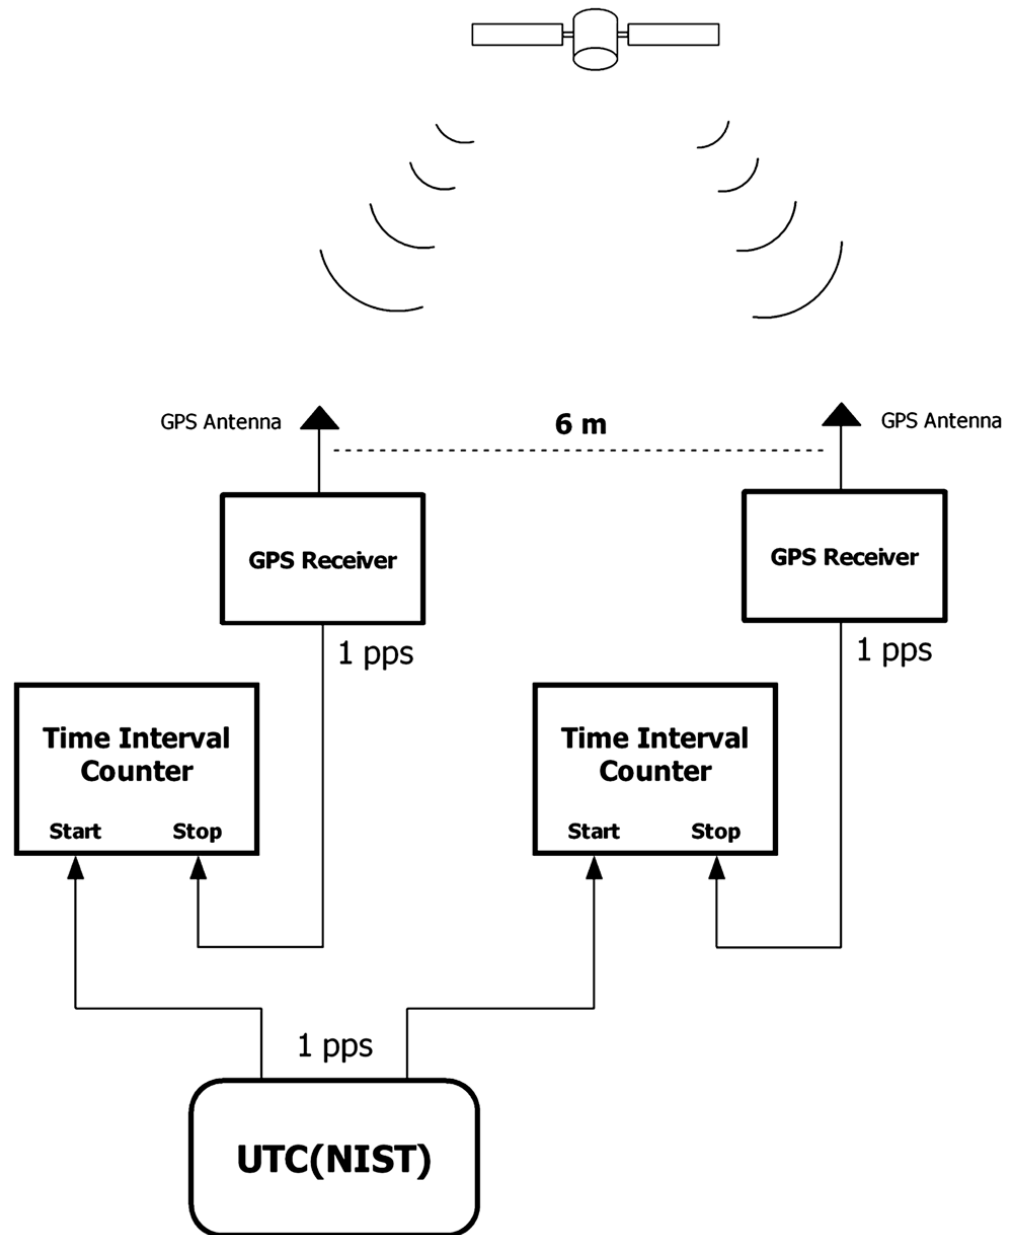 GPS Antenna
6 m
GPS Antenna
GPS Receiver
GPS Receiver
1 pps
1 pps
Time Interval
Counter
Start Stop
Time Interval
Counter
Start Stop
1 pps
UTC(NIST)